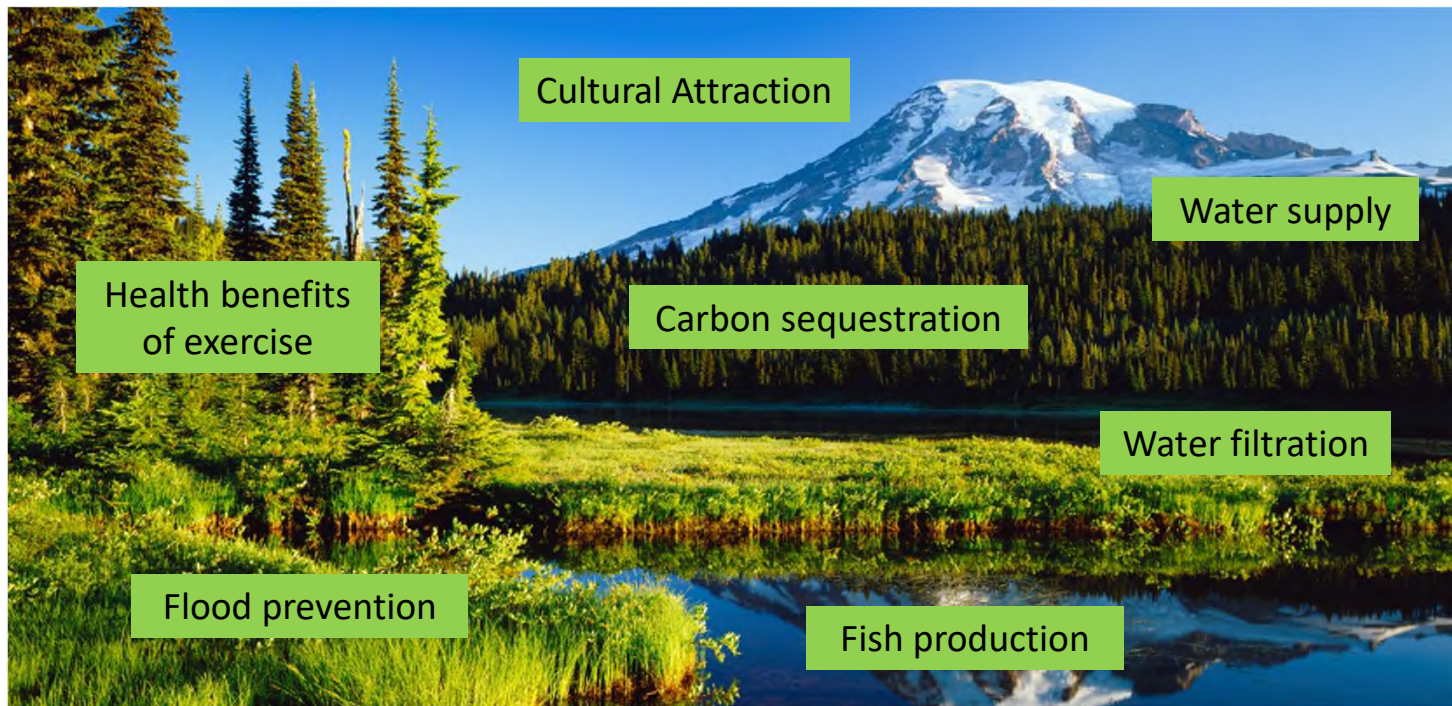 Cultural Attraction
Water supply
Health benefits
of exercise
Carbon sequestration
Water filtration
Flood prevention
Fish production